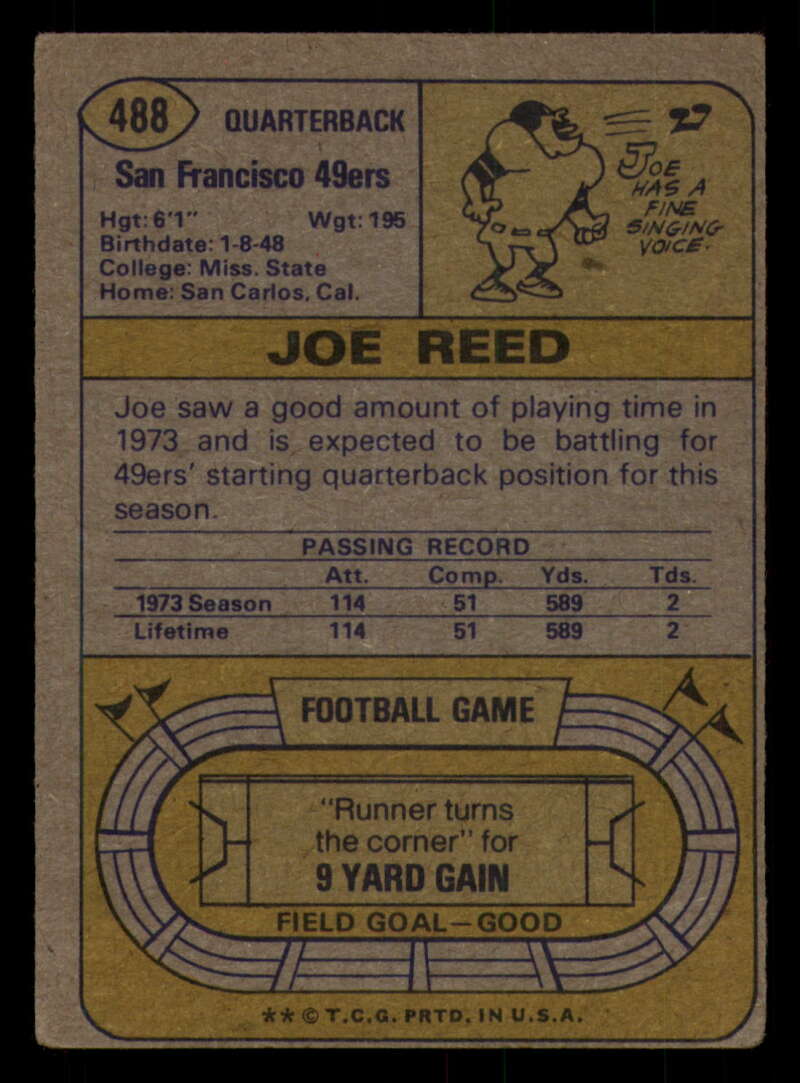 488
QUARTERBACK
San Francisco 49ers
Hgt: 6'1" Wgt: 195
Birthdate: 1-8-48
College: Miss. State
Home: San Carlos, Cal.
JOE
HAS A
FINE
SINGING
VOICE.
JOE REED
Joe saw a good amount of playing time in
1973 and is expected to be battling for
49ers' starting quarterback position for this
season.
PASSING RECORD
Att. Comp. Yds. Tds.
1973 Season 114 51 589 2
Lifetime 114 51 589 2
FOOTBALL GAME
"Runner turns
the corner" for
9 YARD GAIN
FIELD GOAL—GOOD
** © T.C.G. PRTD. IN U.S.A.